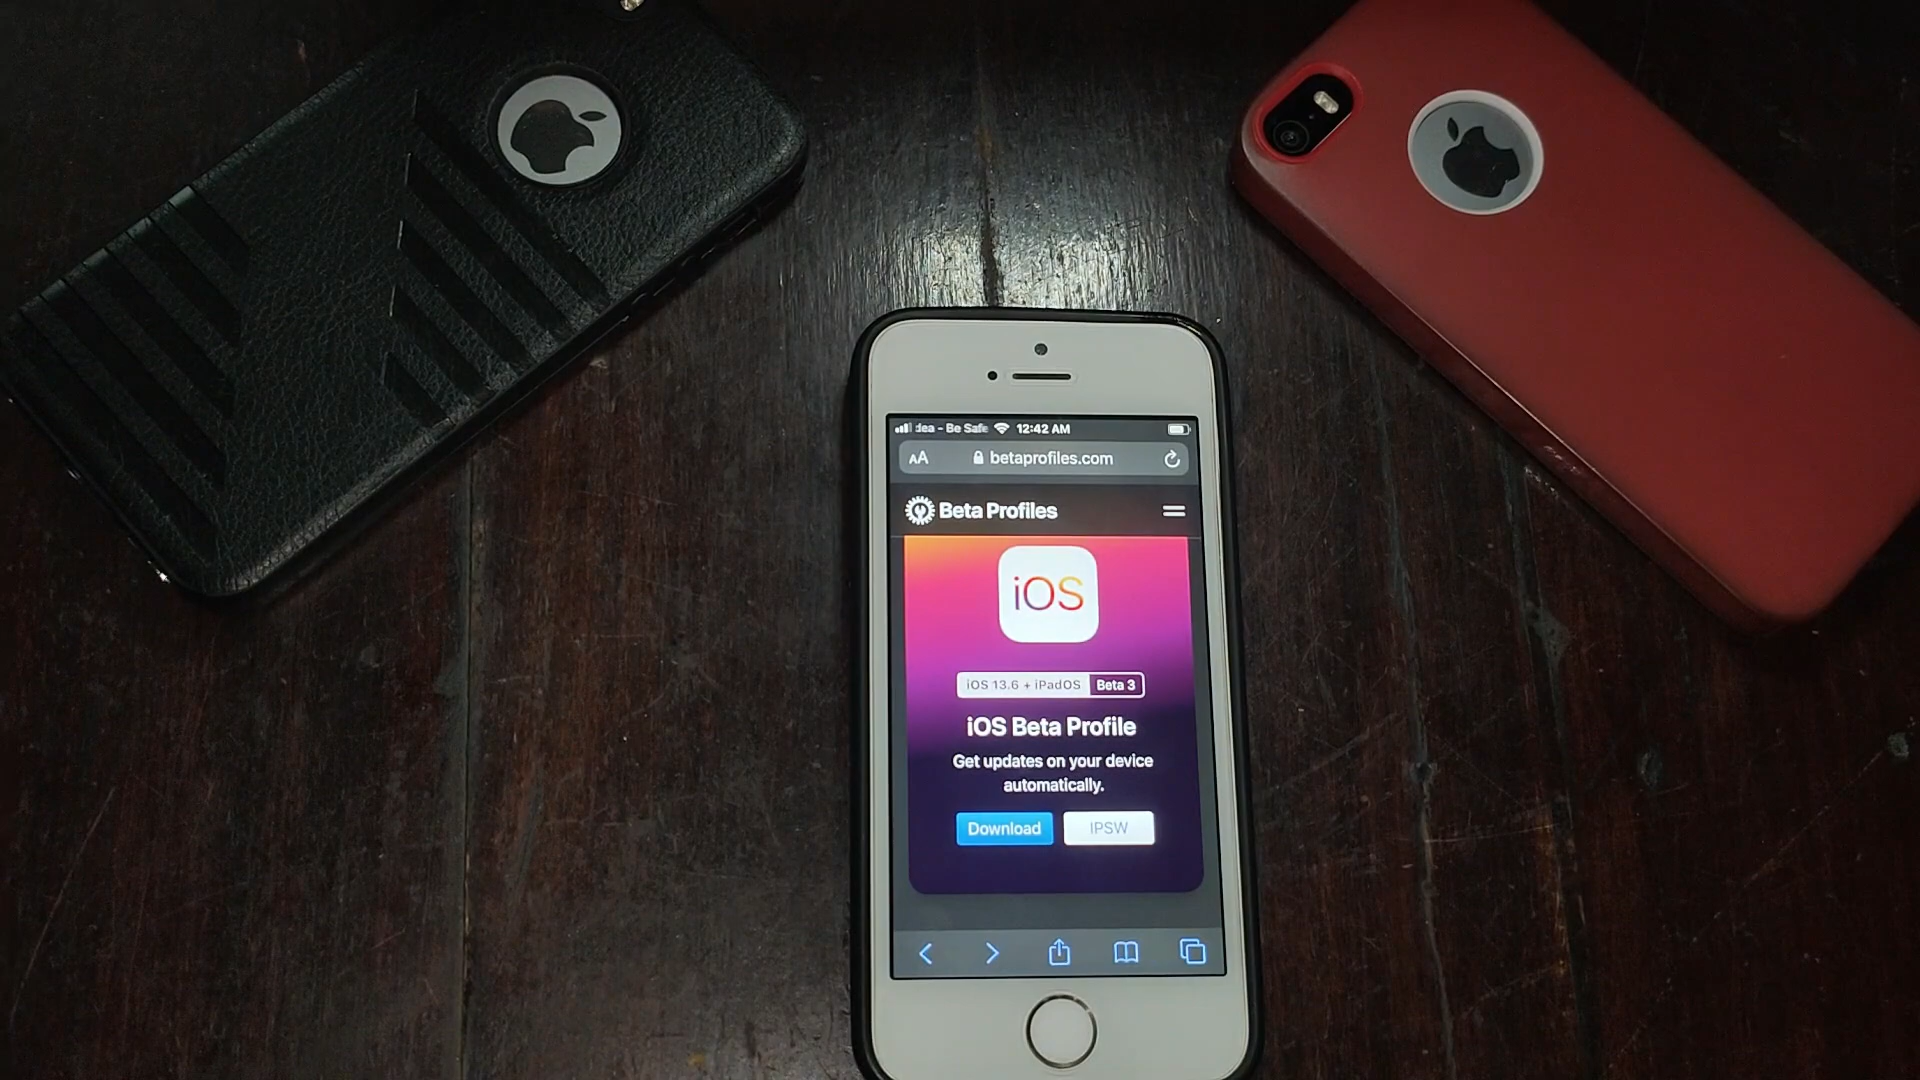 idea - Be Safe 12:42 AM
AA betaprofiles.com
Beta Profiles
iOS
iOS 13.6 + iPadOS Beta 3
iOS Beta Profile
Get updates on your device
automatically.
Download IPSW